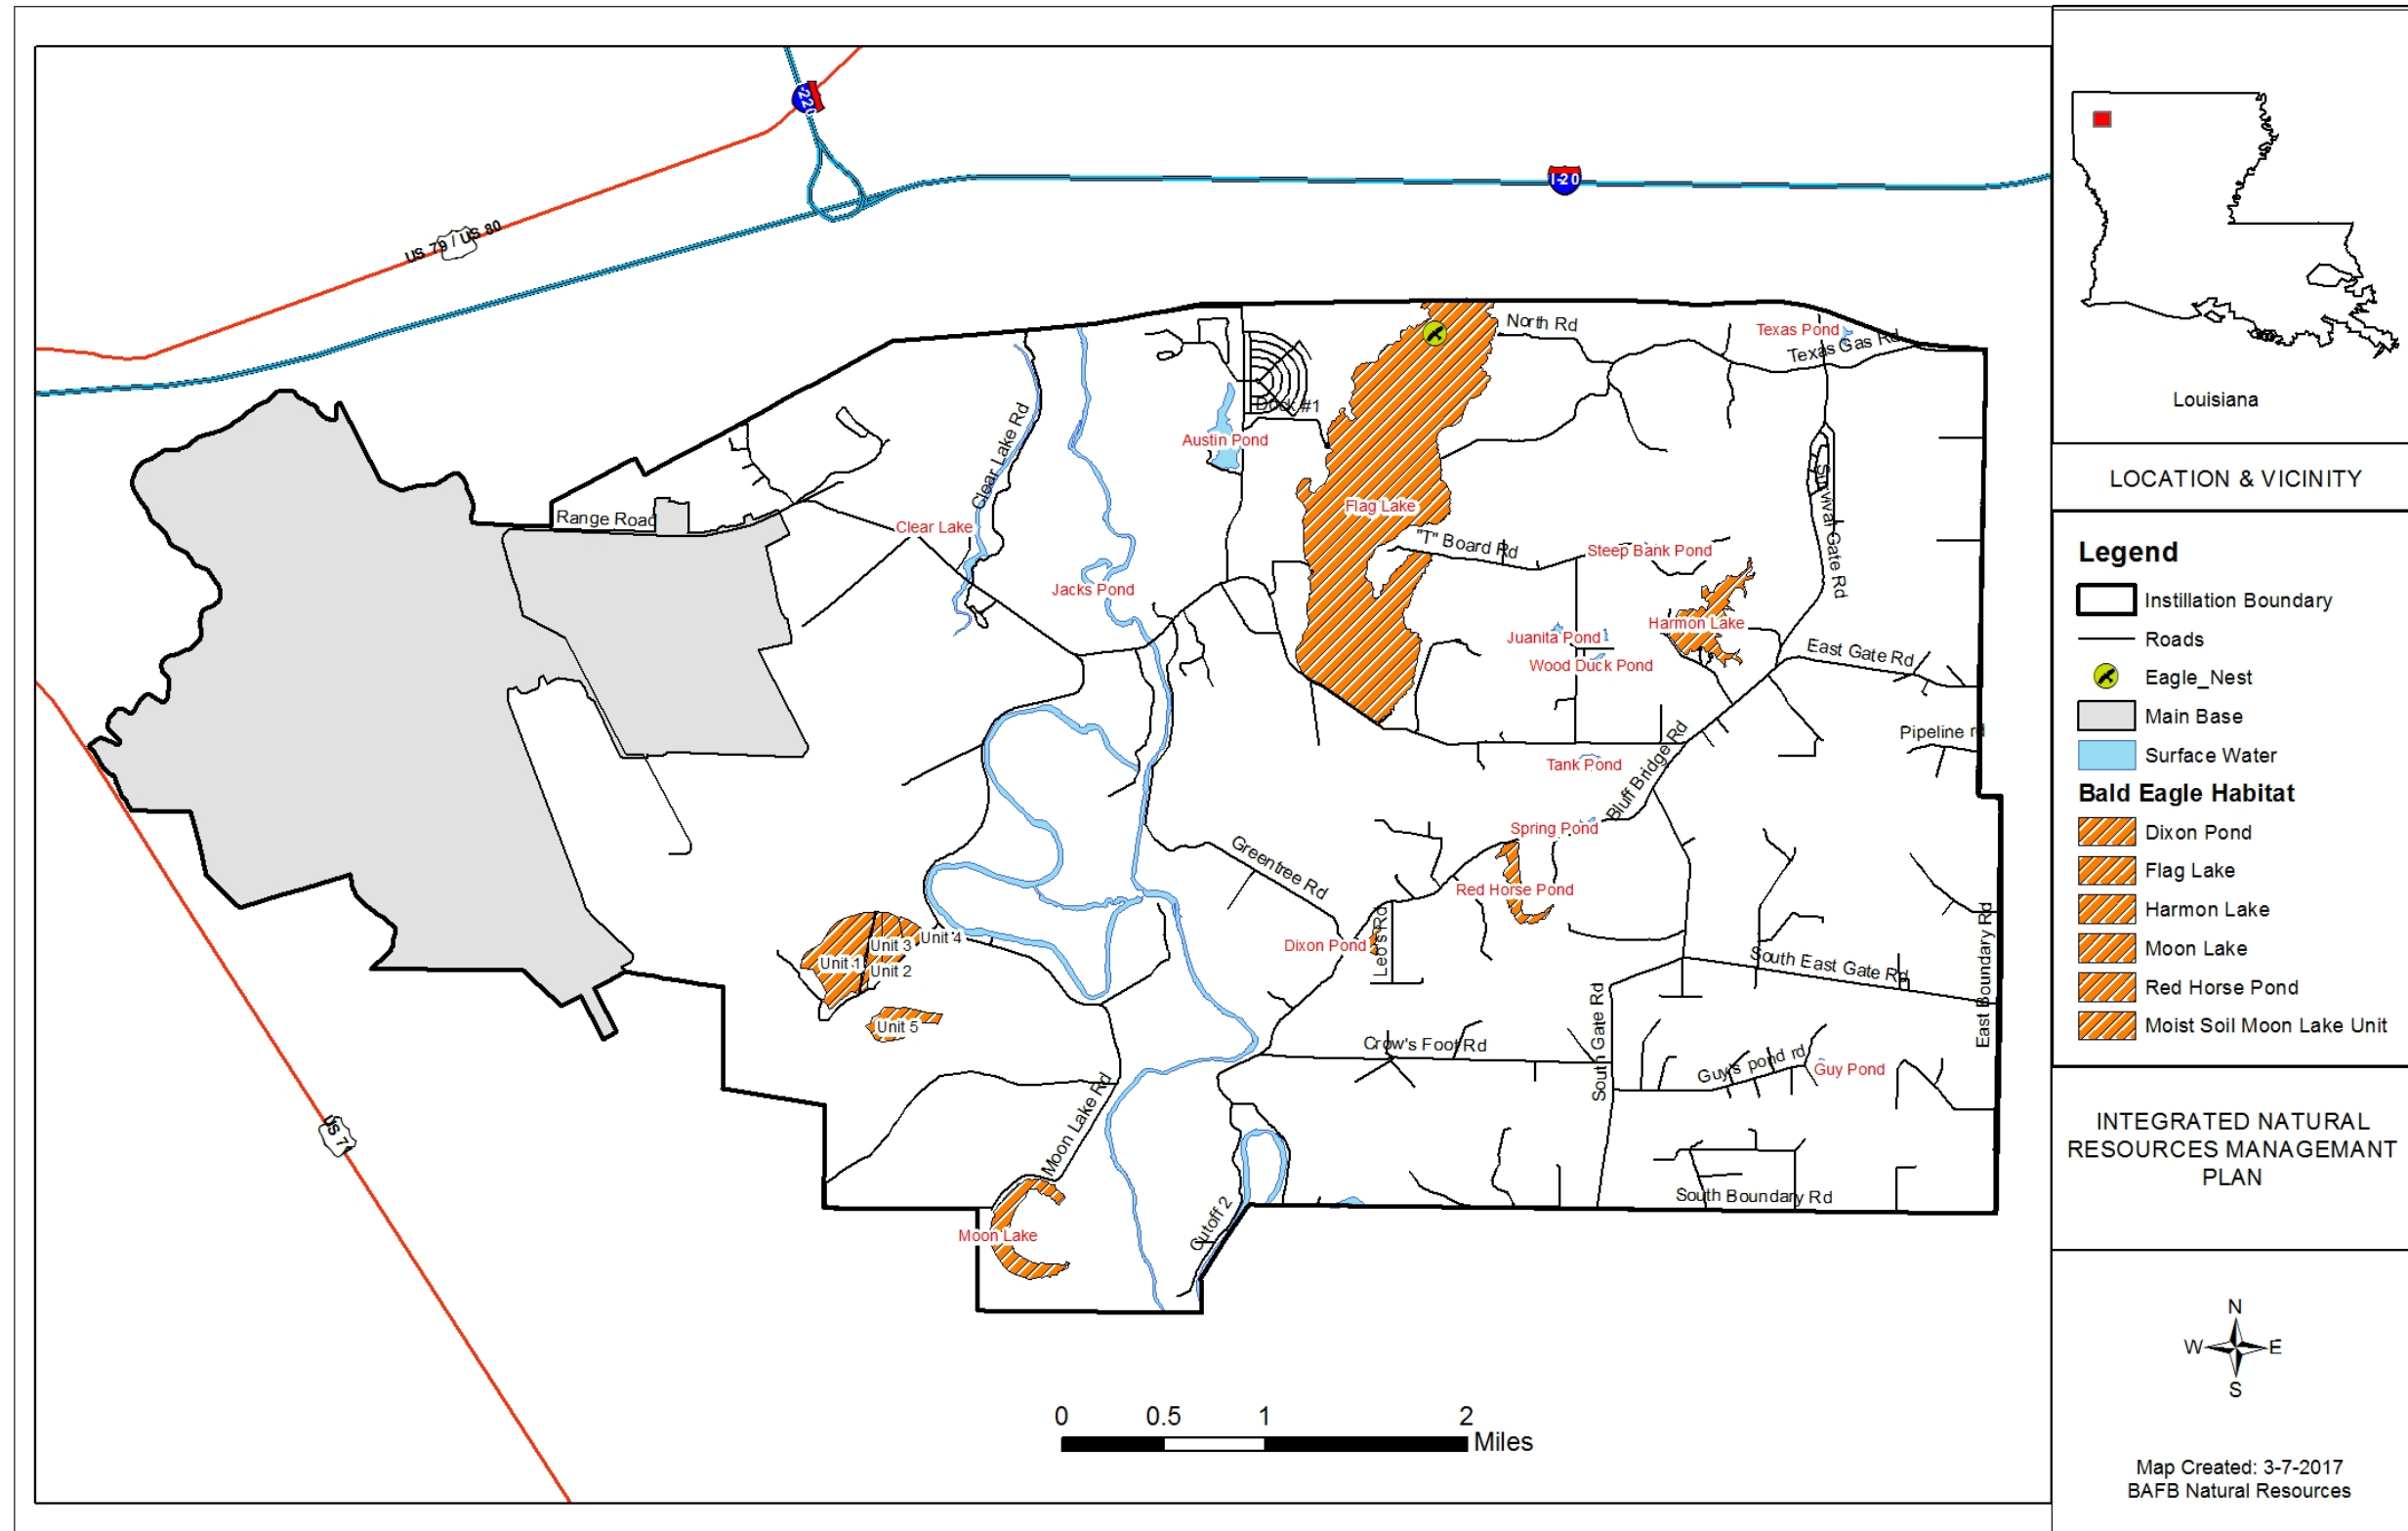 I-220
I-20
US 79 / US 80
North Rd
Texas Pond
Texas Gas Rd
Dock #1
Austin Pond
Clear Lake Rd
Survival Gate Rd
Flag Lake
Range Road
Clear Lake
"T" Board Rd
Steep Bank Pond
Jacks Pond
Harmon Lake
Juanita Pond
East Gate Rd
Wood Duck Pond
Pipeline rd
Tank Pond
Bluff Bridge Rd
Spring Pond
Greentree Rd
Red Horse Pond
Unit 3
Unit 4
Dixon Pond
Leo's Rd
Unit 1
Unit 2
South East Gate Rd
East Boundary Rd
Unit 5
Crow's Foot Rd
South Gate Rd
Guy's pond rd
Guy Pond
US 71
Moon Lake Rd
South Boundary Rd
Moon Lake
Cutoff 2
0 0.5 1 2
Miles
Louisiana
LOCATION & VICINITY
Legend
Instillation Boundary
Roads
Eagle_Nest
Main Base
Surface Water
Bald Eagle Habitat
Dixon Pond
Flag Lake
Harmon Lake
Moon Lake
Red Horse Pond
Moist Soil Moon Lake Unit
INTEGRATED NATURAL
RESOURCES MANAGEMANT
PLAN
N
W E
S
Map Created: 3-7-2017
BAFB Natural Resources